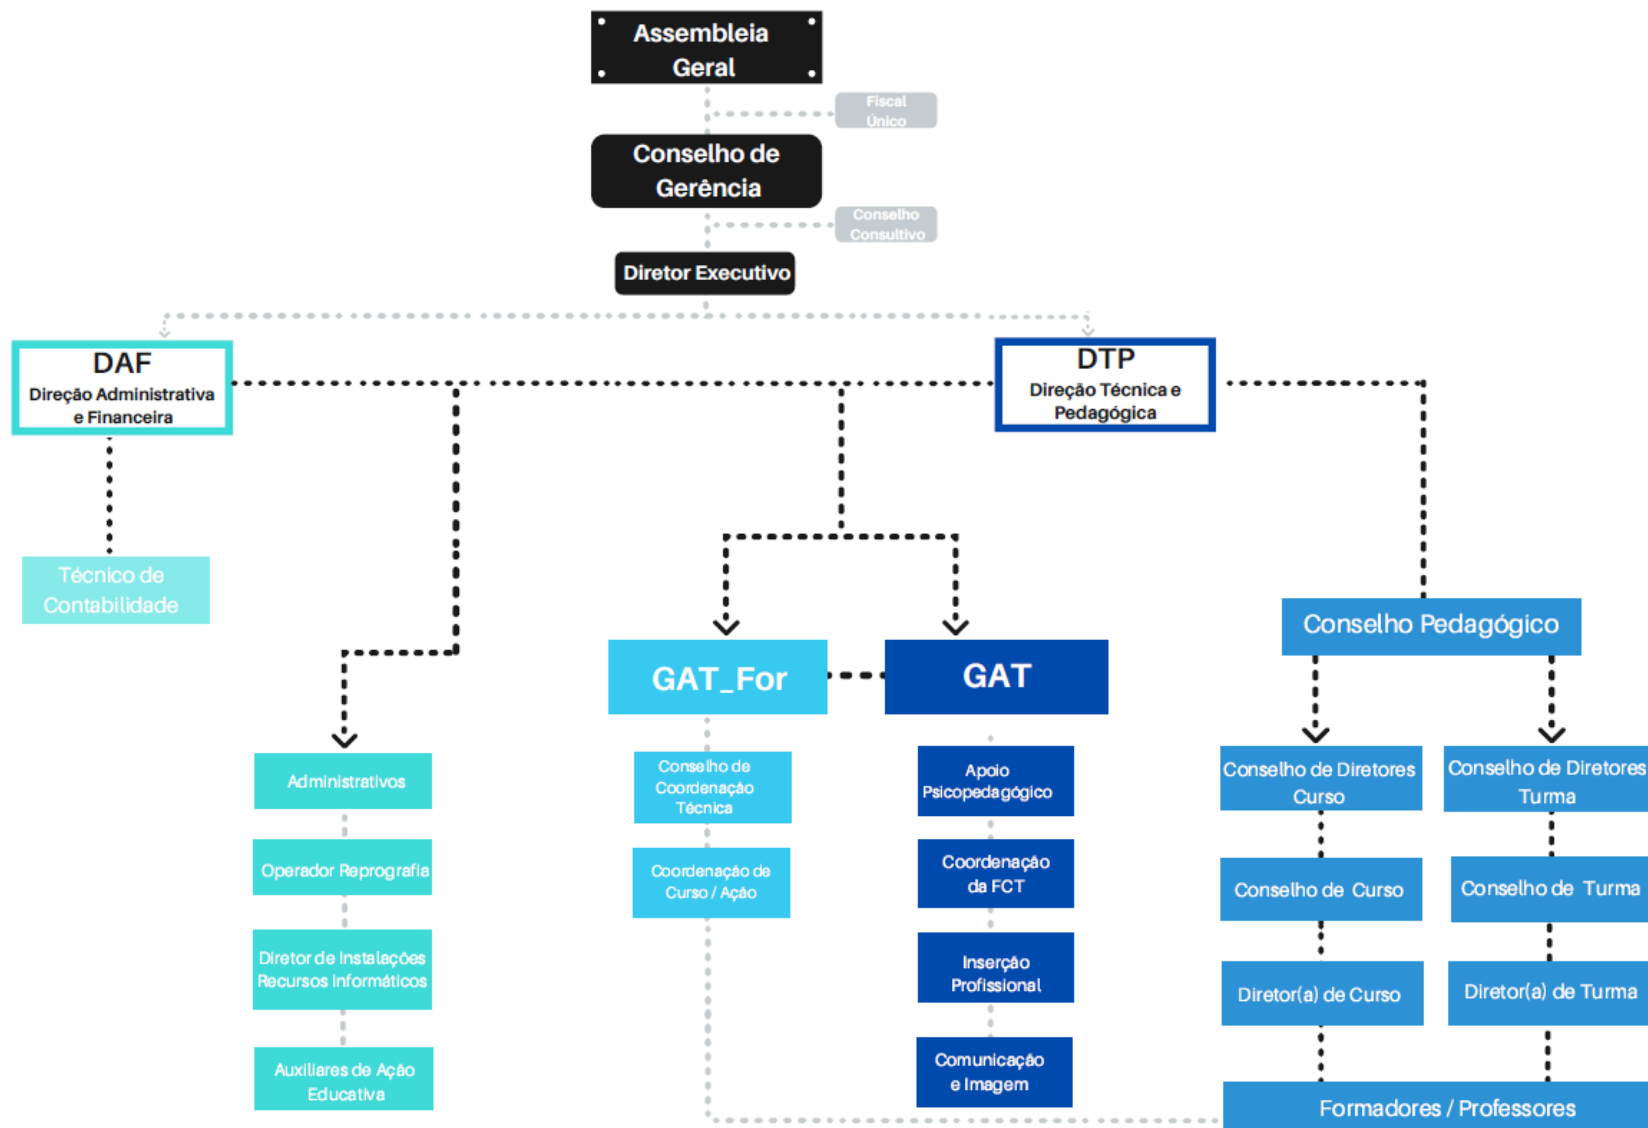 Assembleia
Geral
Fiscal
Único
Conselho de
Gerência
Conselho
Consultivo
Diretor Executivo
DAF
Direção Administrativa
e Financeira
DTP
Direção Técnica e
Pedagógica
Técnico de
Contabilidade
Conselho Pedagógico
GAT_For
GAT
Administrativos
Operador Reprografia
Diretor de Instalações
Recursos Informáticos
Auxiliares de Ação
Educativa
Conselho de
Coordenação
Técnica
Coordenação de
Curso / Ação
Apoio
Psicopedagógico
Coordenação
da FCT
Inserção
Profissional
Comunicação
e Imagem
Conselho de Diretores
Curso
Conselho de Curso
Diretor(a) de Curso
Conselho de Diretores
Turma
Conselho de Turma
Diretor(a) de Turma
Formadores / Professores